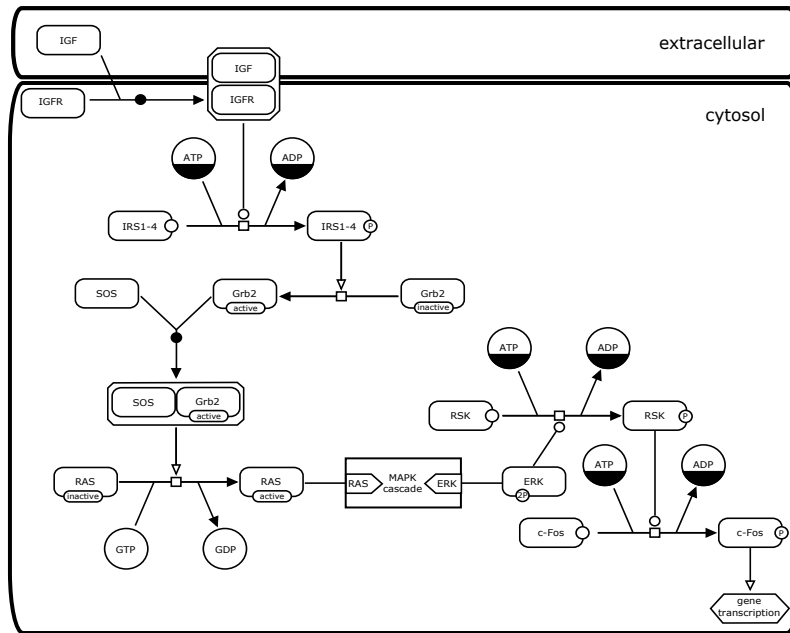 IGF
extracellular
IGF
IGFR
IGFR
cytosol
ATP
ADP
IRS1-4
IRS1-4
P
SOS
Grb2
active
Grb2
inactive
ATP
ADP
SOS
Grb2
active
RSK
RSK
P
RAS
inactive
RAS
active
RAS
MAPK
cascade
ERK
ERK
2P
ATP
ADP
GTP
GDP
c-Fos
c-Fos
P
gene
transcription